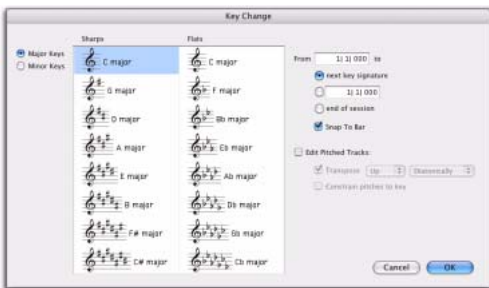 Key Change
Sharps Flats
Major Keys
Minor Keys
C major C major
G major F major
D major Bb major
A major Eb major
E major Ab major
B major Db major
F# major Gb major
C# major Cb major
From 1| 1| 000 to
next key signature
1| 1| 000
end of session
Snap To Bar
Edit Pitched Tracks:
Transpose Up Diatonically
Constrain pitches to key
Cancel OK